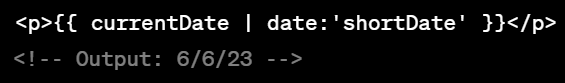 <p>{{ currentDate | date:'shortDate' }}</p>
<!-- Output: 6/6/23 -->